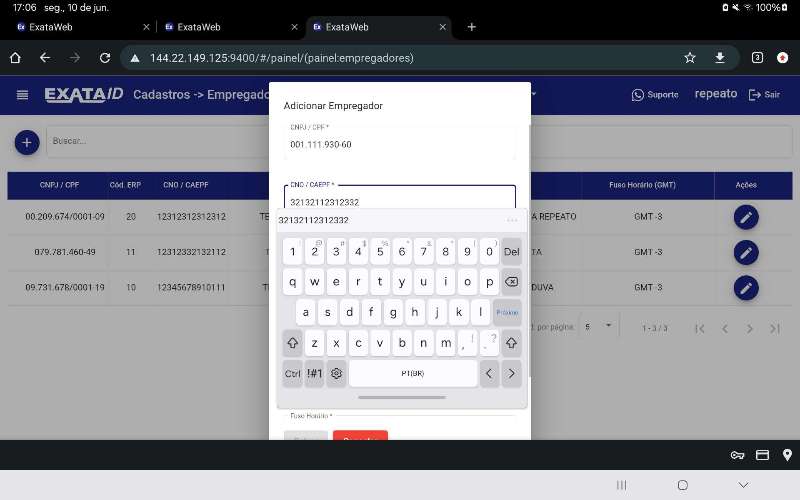 17:06 seg., 10 de jun. 100%
ExataWeb ExataWeb ExataWeb
144.22.149.125:9400/#/painel/(painel:empregadores) 3
EXATA ID Cadastros -> Empregado Suporte repeato Sair
Adicionar Empregador
CNPJ / CPF *
001.111.930-60
Buscar...
CNO / CAEPF *
32132112312332
CNPJ / CPF Cód. ERP CNO / CAEPF Fuso Horário (GMT) Ações
00.209.674/0001-09 20 12312312312312 TE A REPEATO GMT -3
079.781.460-49 11 12312332132112 TA GMT -3
09.731.678/0001-19 10 12345678910111 DUVA GMT -3
por página: 5 1 - 3 / 3
32132112312332 ...
1 2 3 4 5 6 7 8 9 0 Del
q w e r t y u i o p
a s d f g h j k l Próximo
z x c v b n m , ! . ?
Ctrl !#1 PT(BR) < >
Fuso Horário *